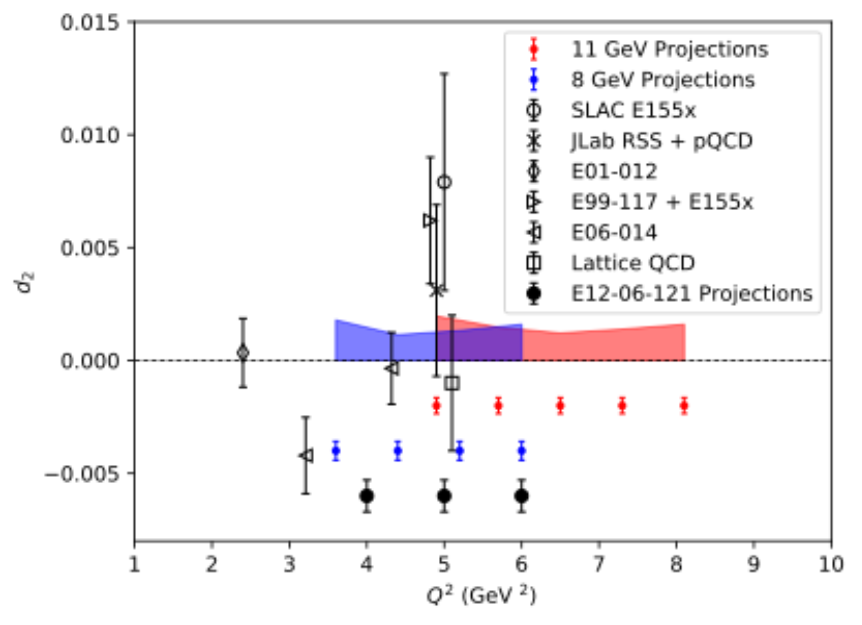 0.015
0.010
0.005
0.000
−0.005
d₂
1 2 3 4 5 6 7 8 9 10
Q² (GeV ²)
11 GeV Projections
8 GeV Projections
SLAC E155x
JLab RSS + pQCD
E01-012
E99-117 + E155x
E06-014
Lattice QCD
E12-06-121 Projections